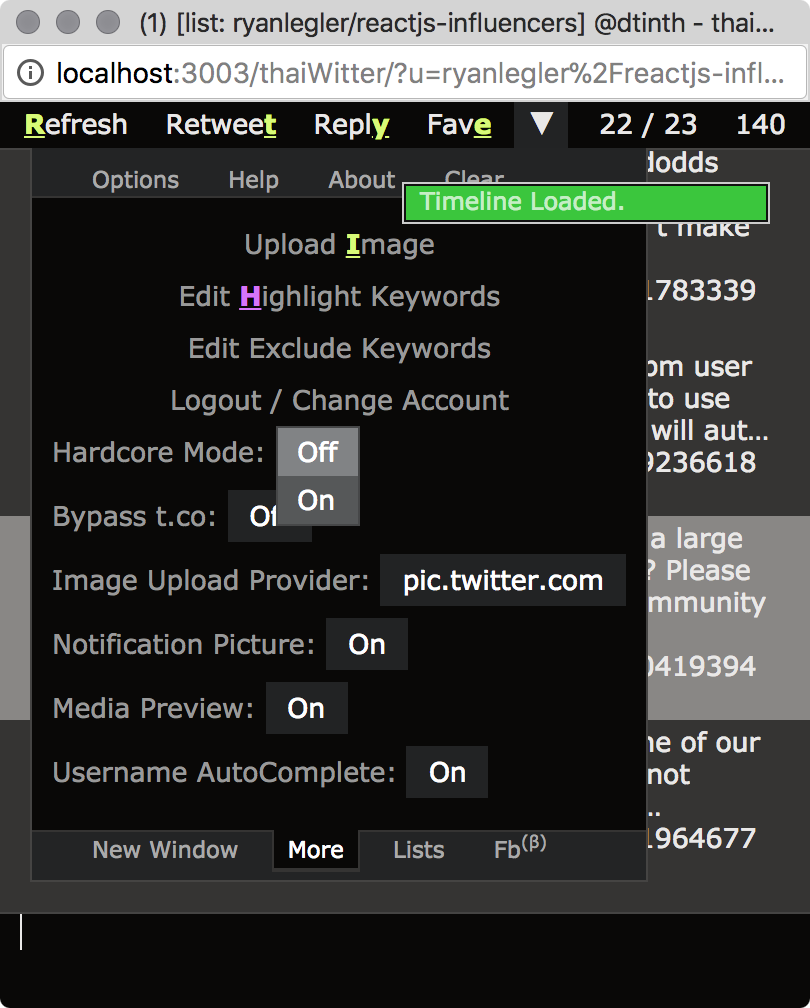 (1) [list: ryanlegler/reactjs-influencers] @dtinth - thai...
localhost:3003/thaiWitter/?u=ryanlegler%2Freactjs-infl...
Refresh Retweet Reply Fave ▼ 22 / 23 140
Options Help About Clear
dodds
Timeline Loaded.
't make
Upload Image
1783339
Edit Highlight Keywords
Edit Exclude Keywords
om user
to use
Logout / Change Account
will aut...
Hardcore Mode: Off
9236618
On
Bypass t.co:
a large
? Please
Image Upload Provider: pic.twitter.com
mmunity
Notification Picture: On
0419394
Media Preview: On
ne of our
Username AutoComplete: On
not
...
1964677
New Window More Lists Fb(β)